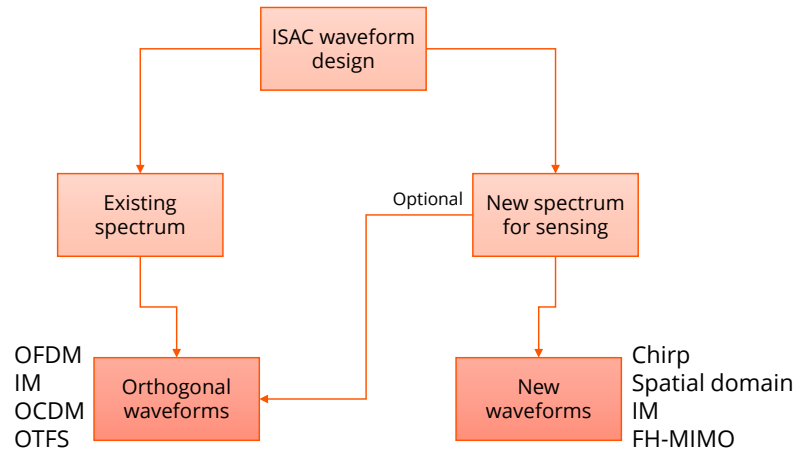 ISAC waveform
design
Existing
spectrum
Optional
New spectrum
for sensing
OFDM
IM
OCDM
OTFS
Orthogonal
waveforms
New
waveforms
Chirp
Spatial domain
IM
FH-MIMO